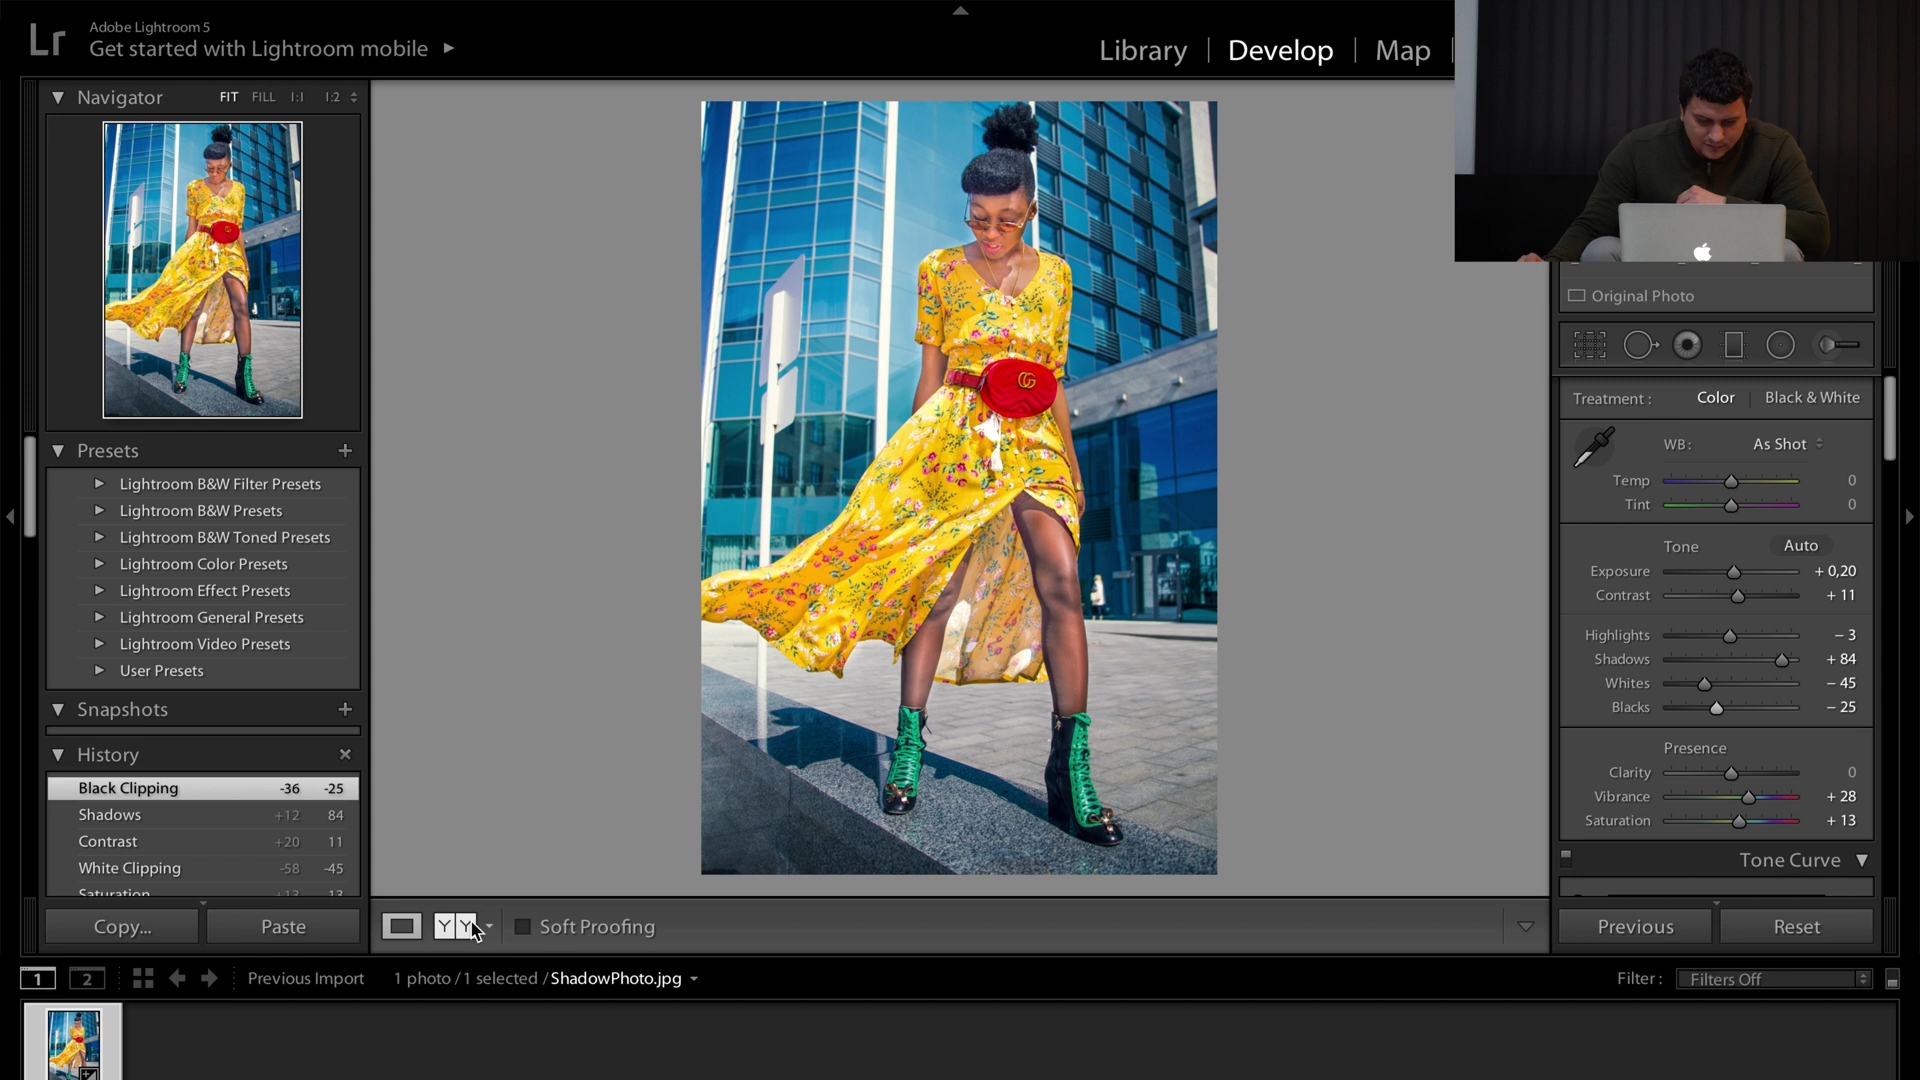 Lr
Adobe Lightroom 5
Get started with Lightroom mobile
Library | Develop | Map |
Navigator FIT FILL 1:1 1:2
Presets +
Lightroom B&W Filter Presets
Lightroom B&W Presets
Lightroom B&W Toned Presets
Lightroom Color Presets
Lightroom Effect Presets
Lightroom General Presets
Lightroom Video Presets
User Presets
Snapshots +
History ×
Black Clipping -36 -25
Shadows +12 84
Contrast +20 11
White Clipping -58 -45
Saturation +13 13
Copy... Paste
YY Soft Proofing
Original Photo
Treatment : Color | Black & White
WB : As Shot
Temp 0
Tint 0
Tone Auto
Exposure + 0,20
Contrast + 11
Highlights – 3
Shadows + 84
Whites – 45
Blacks – 25
Presence
Clarity 0
Vibrance + 28
Saturation + 13
Tone Curve
Previous Reset
1 2 Previous Import 1 photo / 1 selected / ShadowPhoto.jpg
Filter : Filters Off